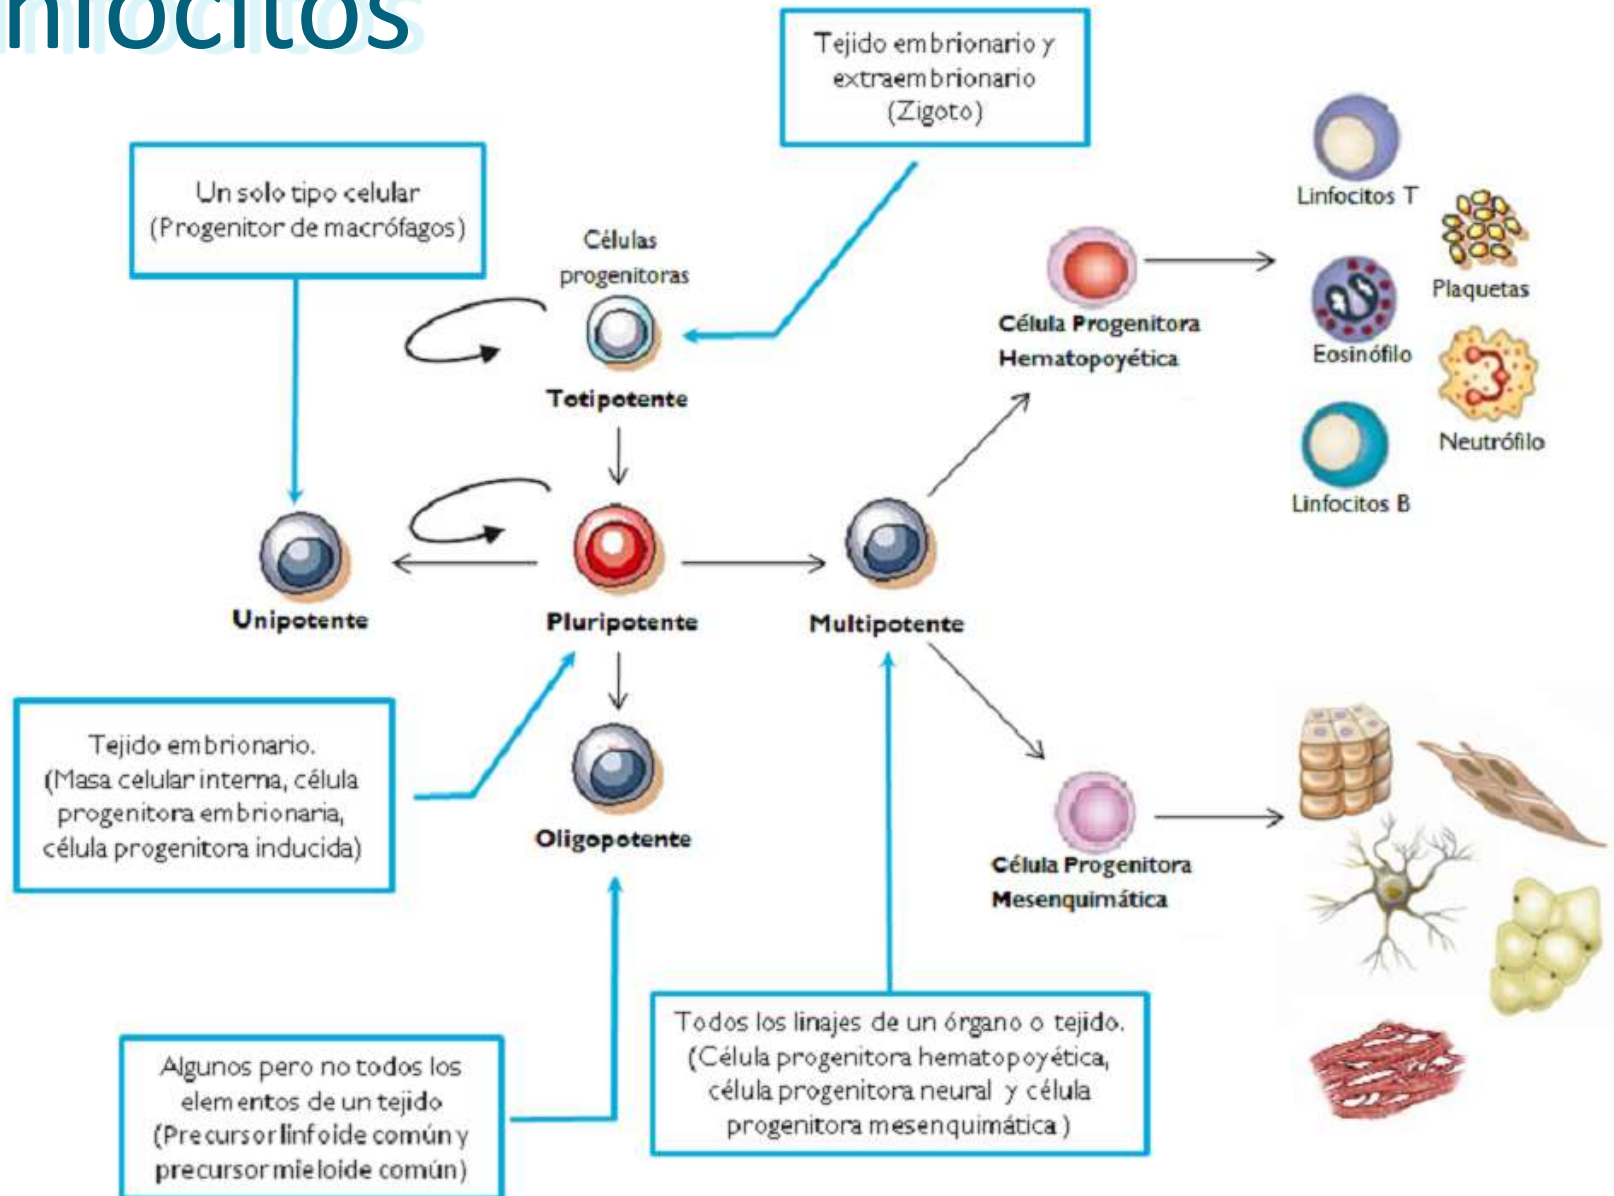 Tejido embrionario y
extraembrionario
(Zigoto)
Un solo tipo celular
(Progenitor de macrófagos)
Células
progenitoras
Totipotente
Célula Progenitora
Hematopoyética
Linfocitos T
Plaquetas
Eosinófilo
Neutrófilo
Linfocitos B
Unipotente
Pluripotente
Multipotente
Tejido embrionario.
(Masa celular interna, célula
progenitora embrionaria,
célula progenitora inducida)
Oligopotente
Célula Progenitora
Mesenquimática
Algunos pero no todos los
elementos de un tejido
(Precursor linfoide común y
precursor mieloide común)
Todos los linajes de un órgano o tejido.
(Célula progenitora hematopoyética,
célula progenitora neural y célula
progenitora mesenquimática)